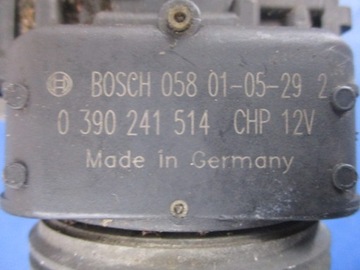 BOSCH 058 01-05-29 2
0 390 241 514 CHP 12V
Made in Germany